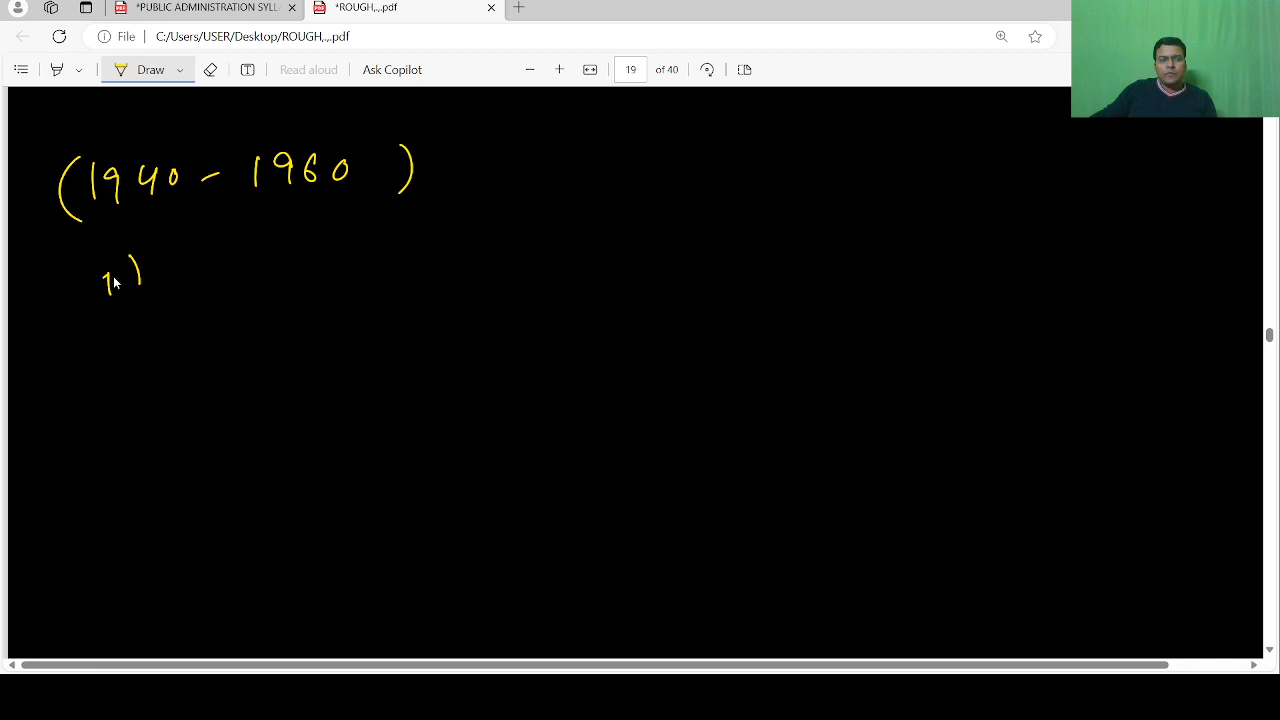 *PUBLIC ADMINISTRATION SYLLA
*ROUGH,.,.pdf
File
C:/Users/USER/Desktop/ROUGH,.,.pdf
Draw
Read aloud
Ask Copilot
19 of 40
(1940 - 1960 )
1)